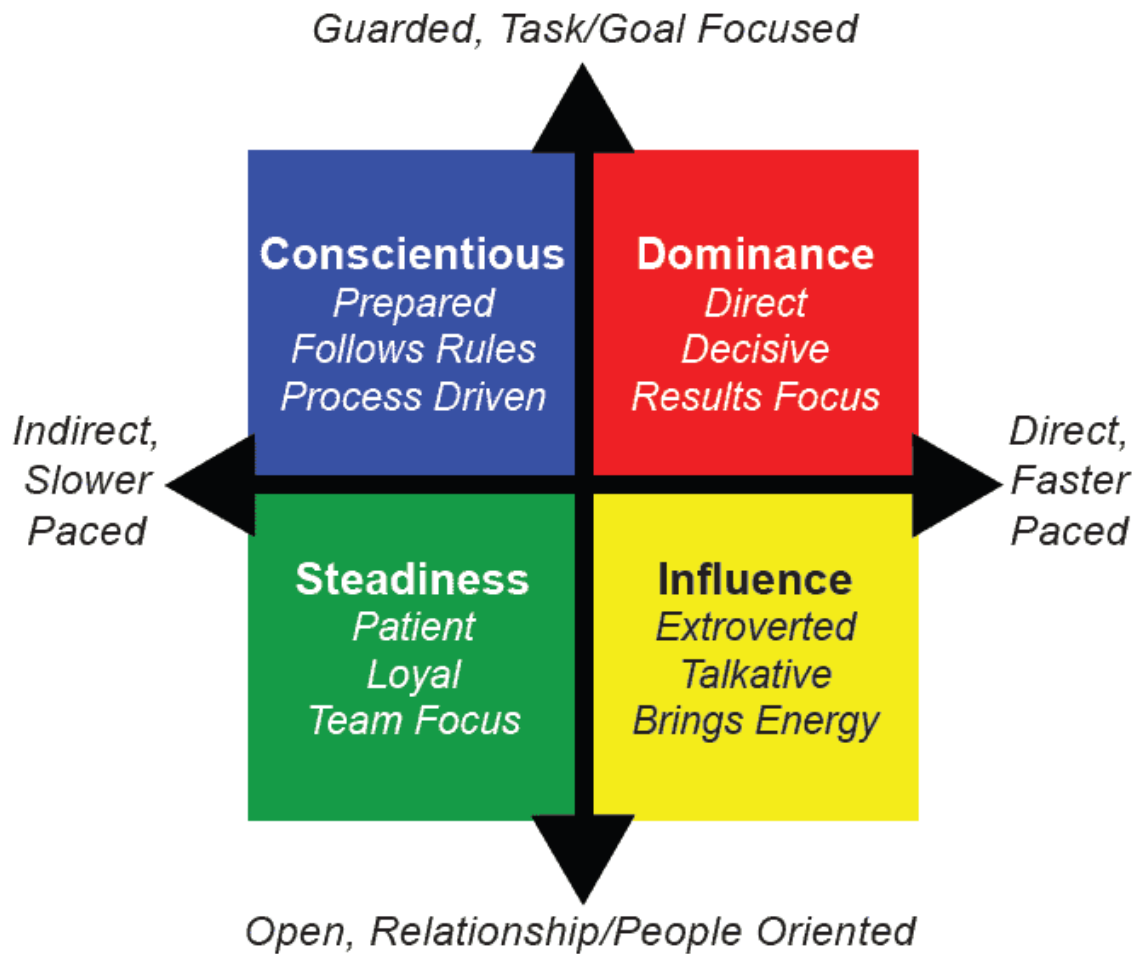 Guarded, Task/Goal Focused
Conscientious
Prepared
Follows Rules
Process Driven
Dominance
Direct
Decisive
Results Focus
Indirect,
Slower
Paced
Direct,
Faster
Paced
Steadiness
Patient
Loyal
Team Focus
Influence
Extroverted
Talkative
Brings Energy
Open, Relationship/People Oriented